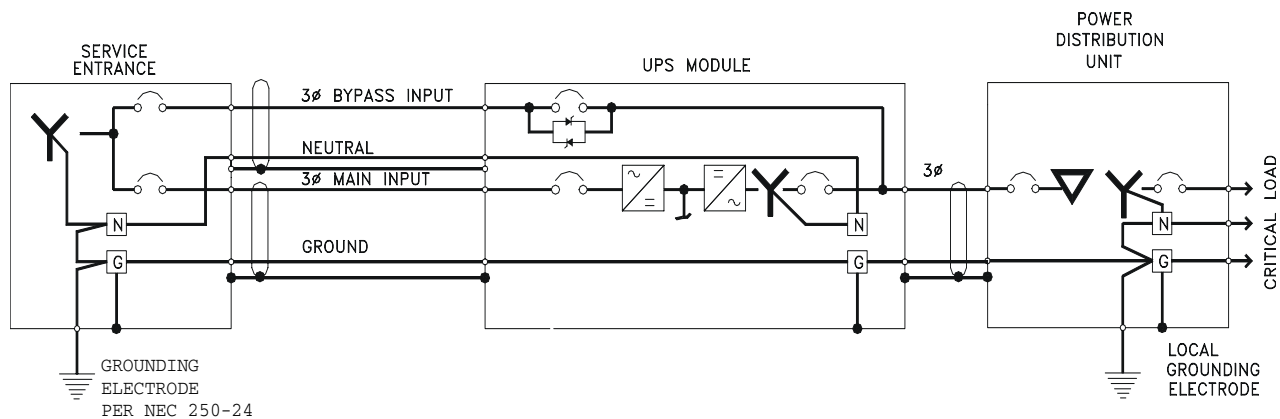 SERVICE
ENTRANCE
UPS MODULE
POWER
DISTRIBUTION
UNIT
3ø BYPASS INPUT
NEUTRAL
3ø MAIN INPUT
3ø
N
N
N
GROUND
G
G
G
CRITICAL LOAD
GROUNDING
ELECTRODE
PER NEC 250-24
LOCAL
GROUNDING
ELECTRODE